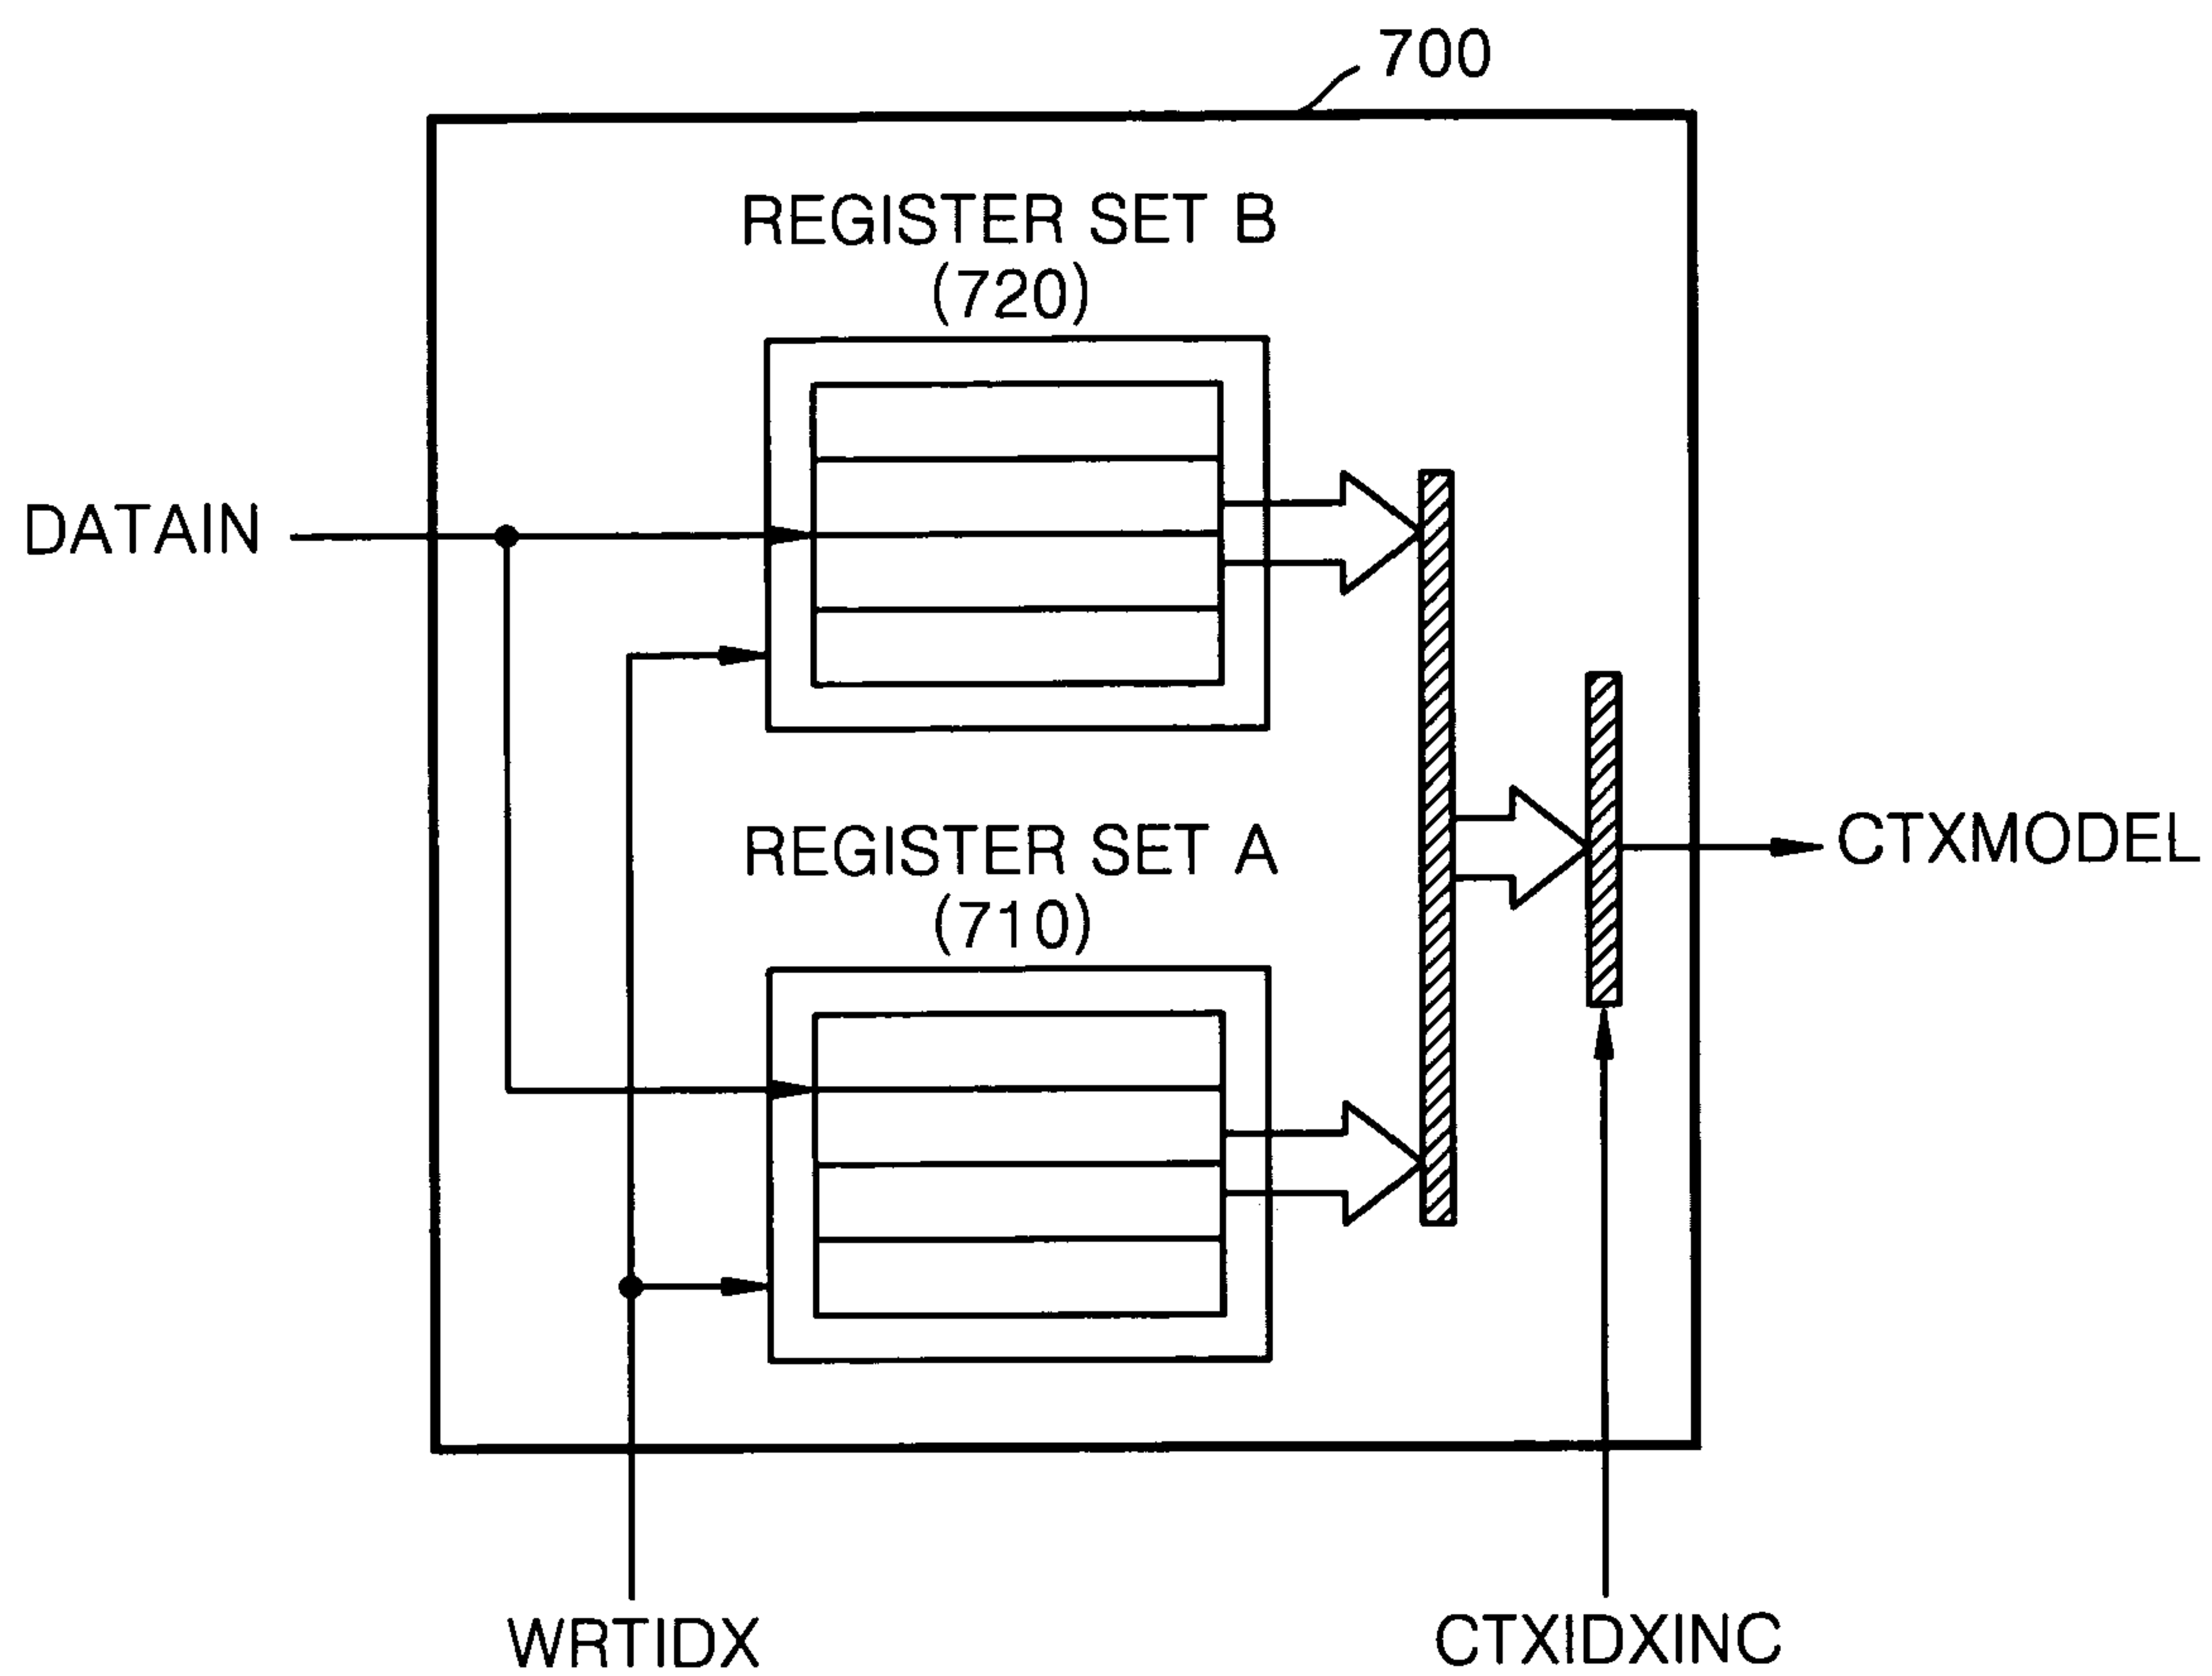 700
REGISTER SET B
(720)
DATAIN
REGISTER SET A
(710)
CTXMODEL
WRTIDX
CTXIDXINC